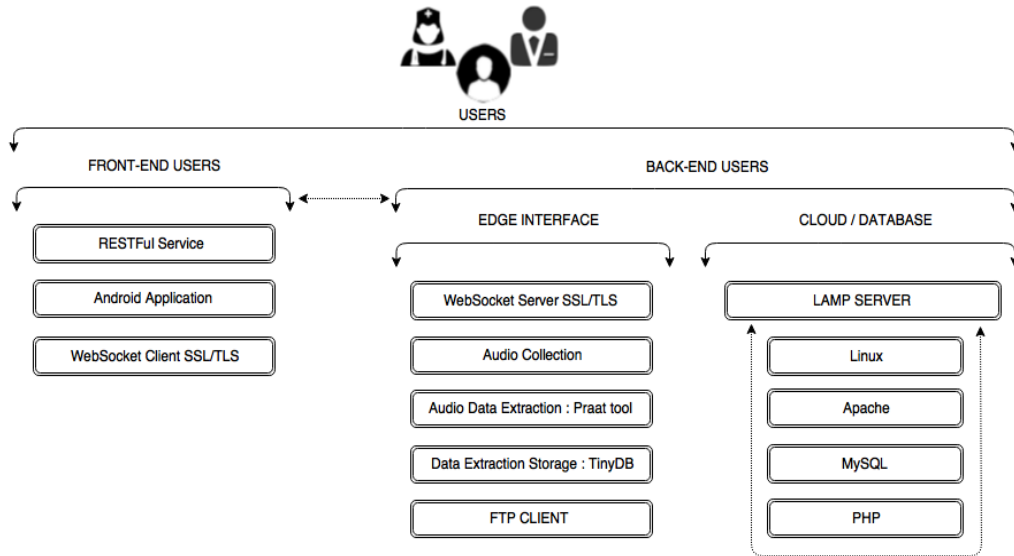 USERS
FRONT-END USERS
BACK-END USERS
EDGE INTERFACE
CLOUD / DATABASE
RESTFul Service
Android Application
WebSocket Client SSL/TLS
WebSocket Server SSL/TLS
Audio Collection
Audio Data Extraction : Praat tool
Data Extraction Storage : TinyDB
FTP CLIENT
LAMP SERVER
Linux
Apache
MySQL
PHP